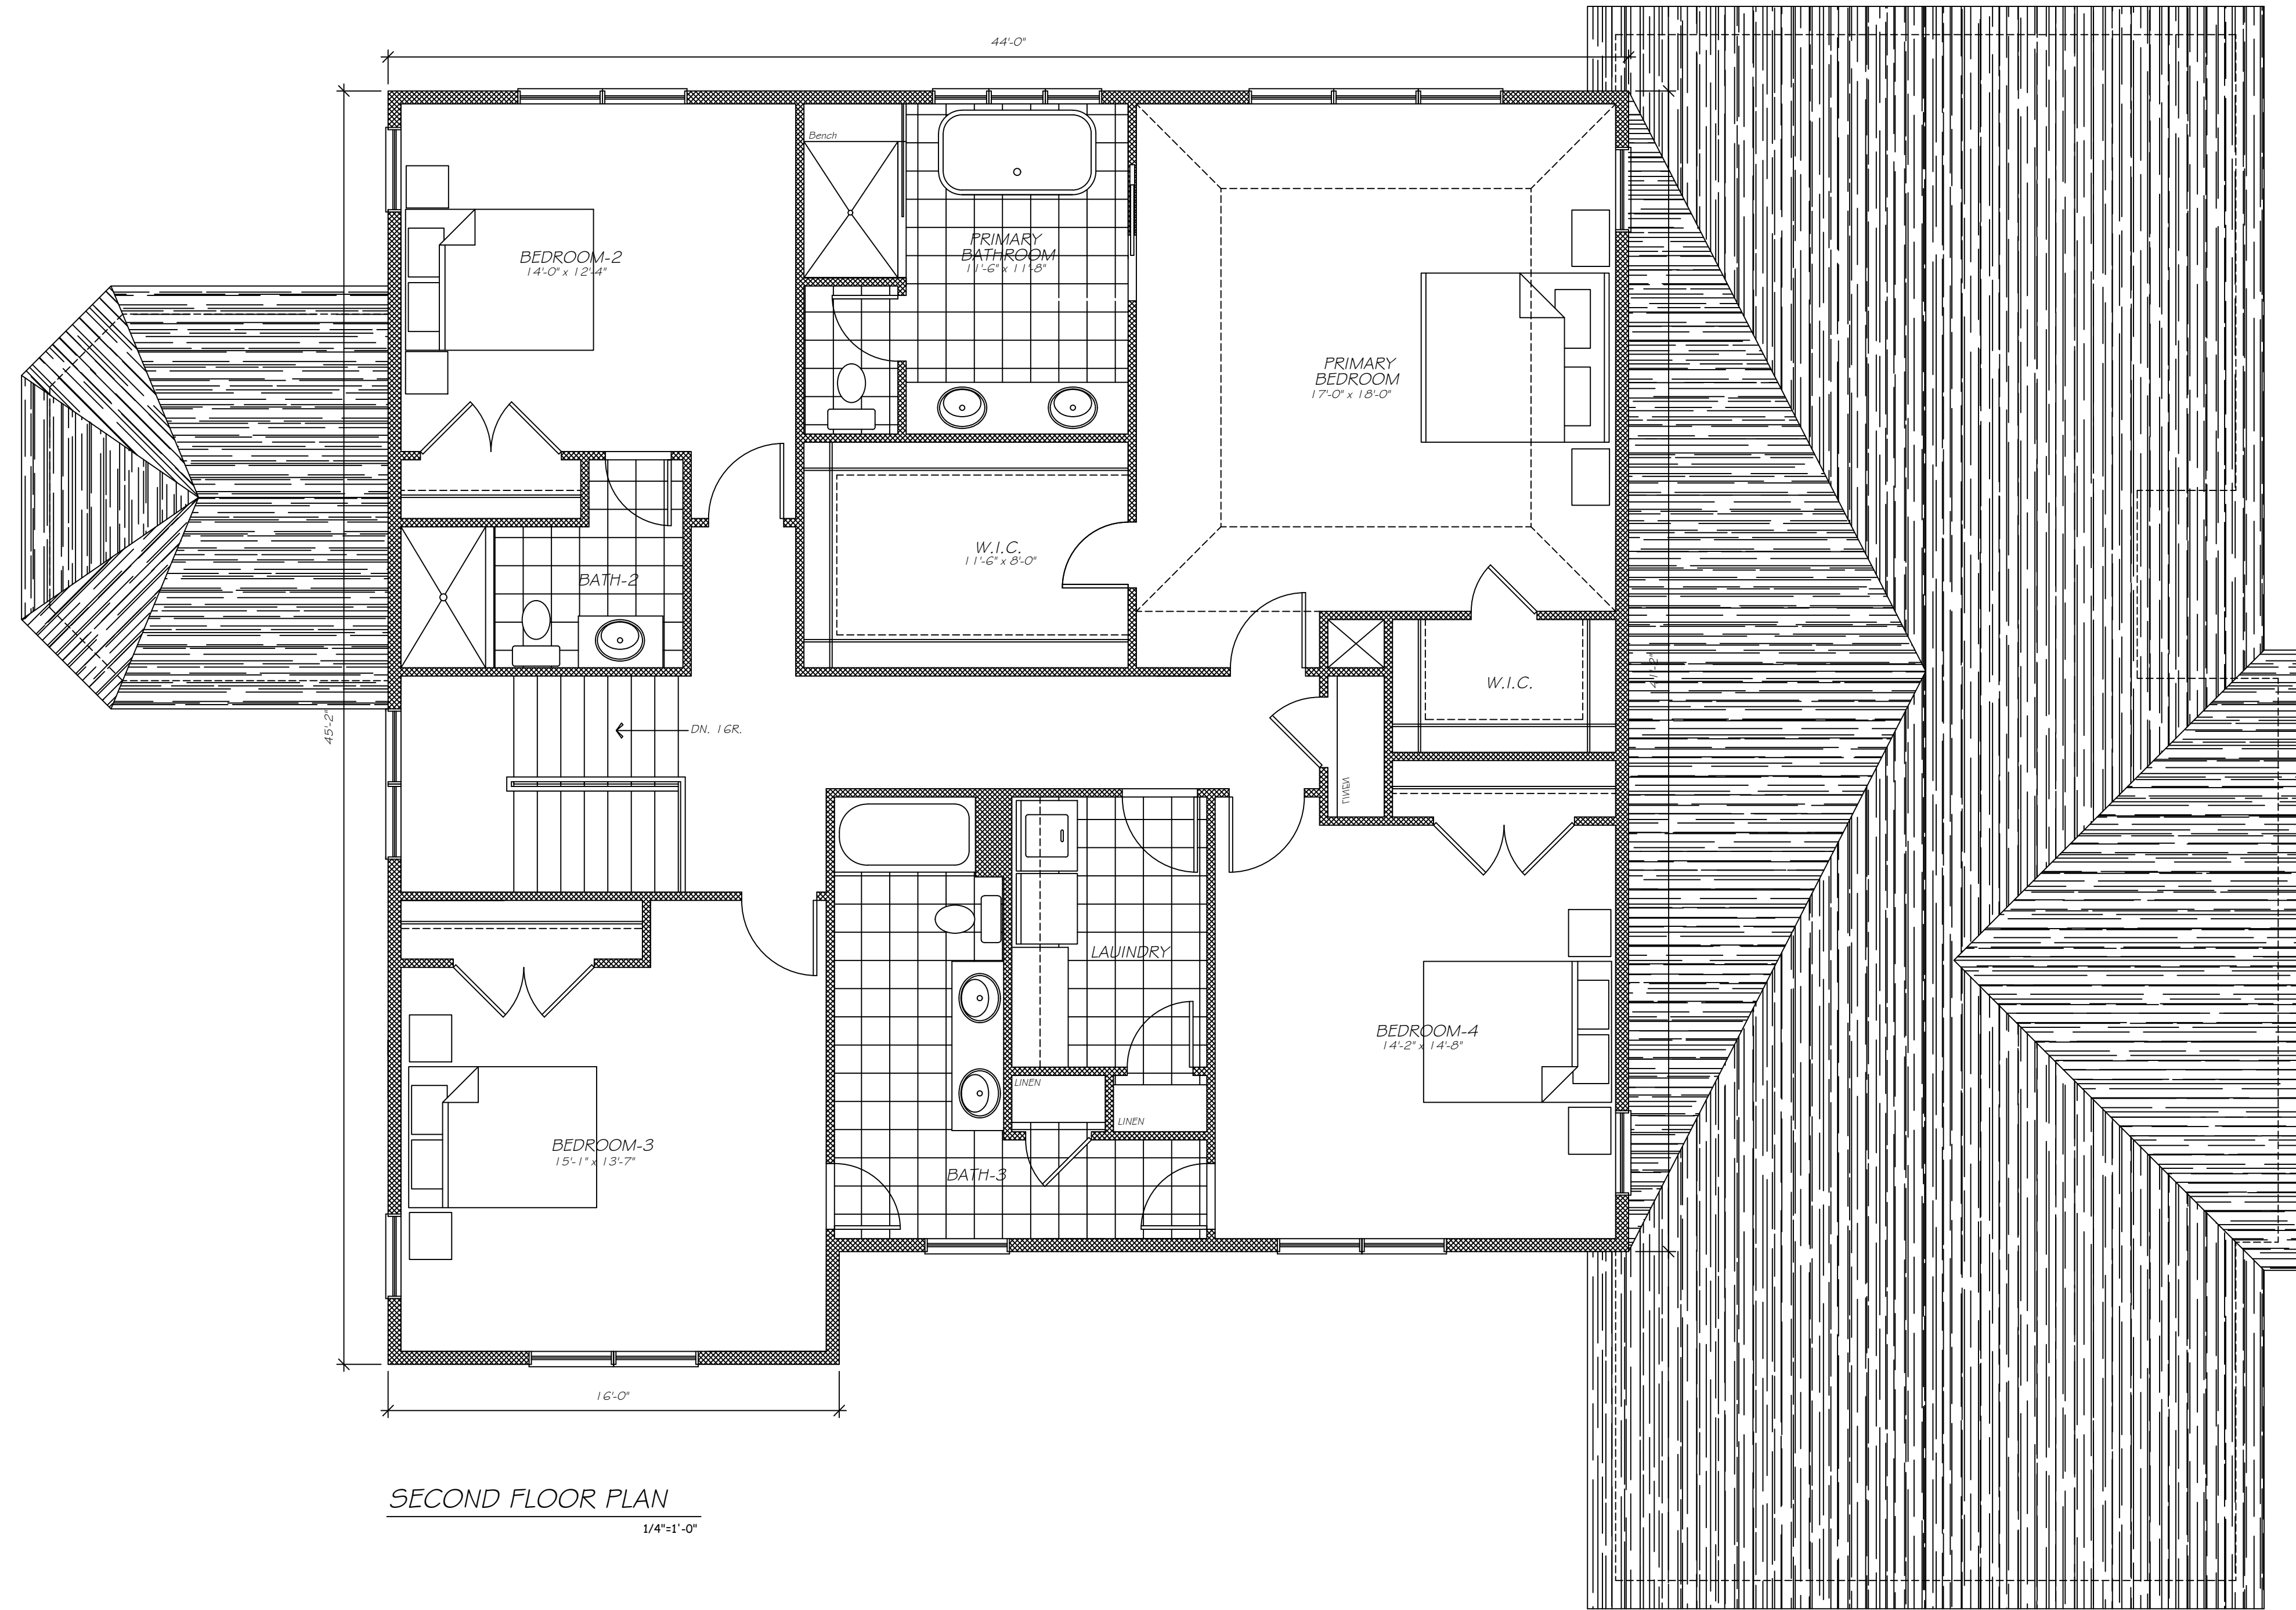 44'-0"
Bench
BEDROOM-2
14'-0" x 12'-4"
PRIMARY
BATHROOM
11'-6" x 11'-8"
PRIMARY
BEDROOM
17'-0" x 18'-0"
W.I.C.
11'-6" x 8'-0"
BATH-2
W.I.C.
41'-2"
45'-2"
DN. 16R.
LINEN
LAUINDRY
BEDROOM-4
14'-2" x 14'-8"
LINEN
LINEN
BEDROOM-3
15'-1" x 13'-7"
BATH-3
16'-0"
SECOND FLOOR PLAN
1/4"=1'-0"